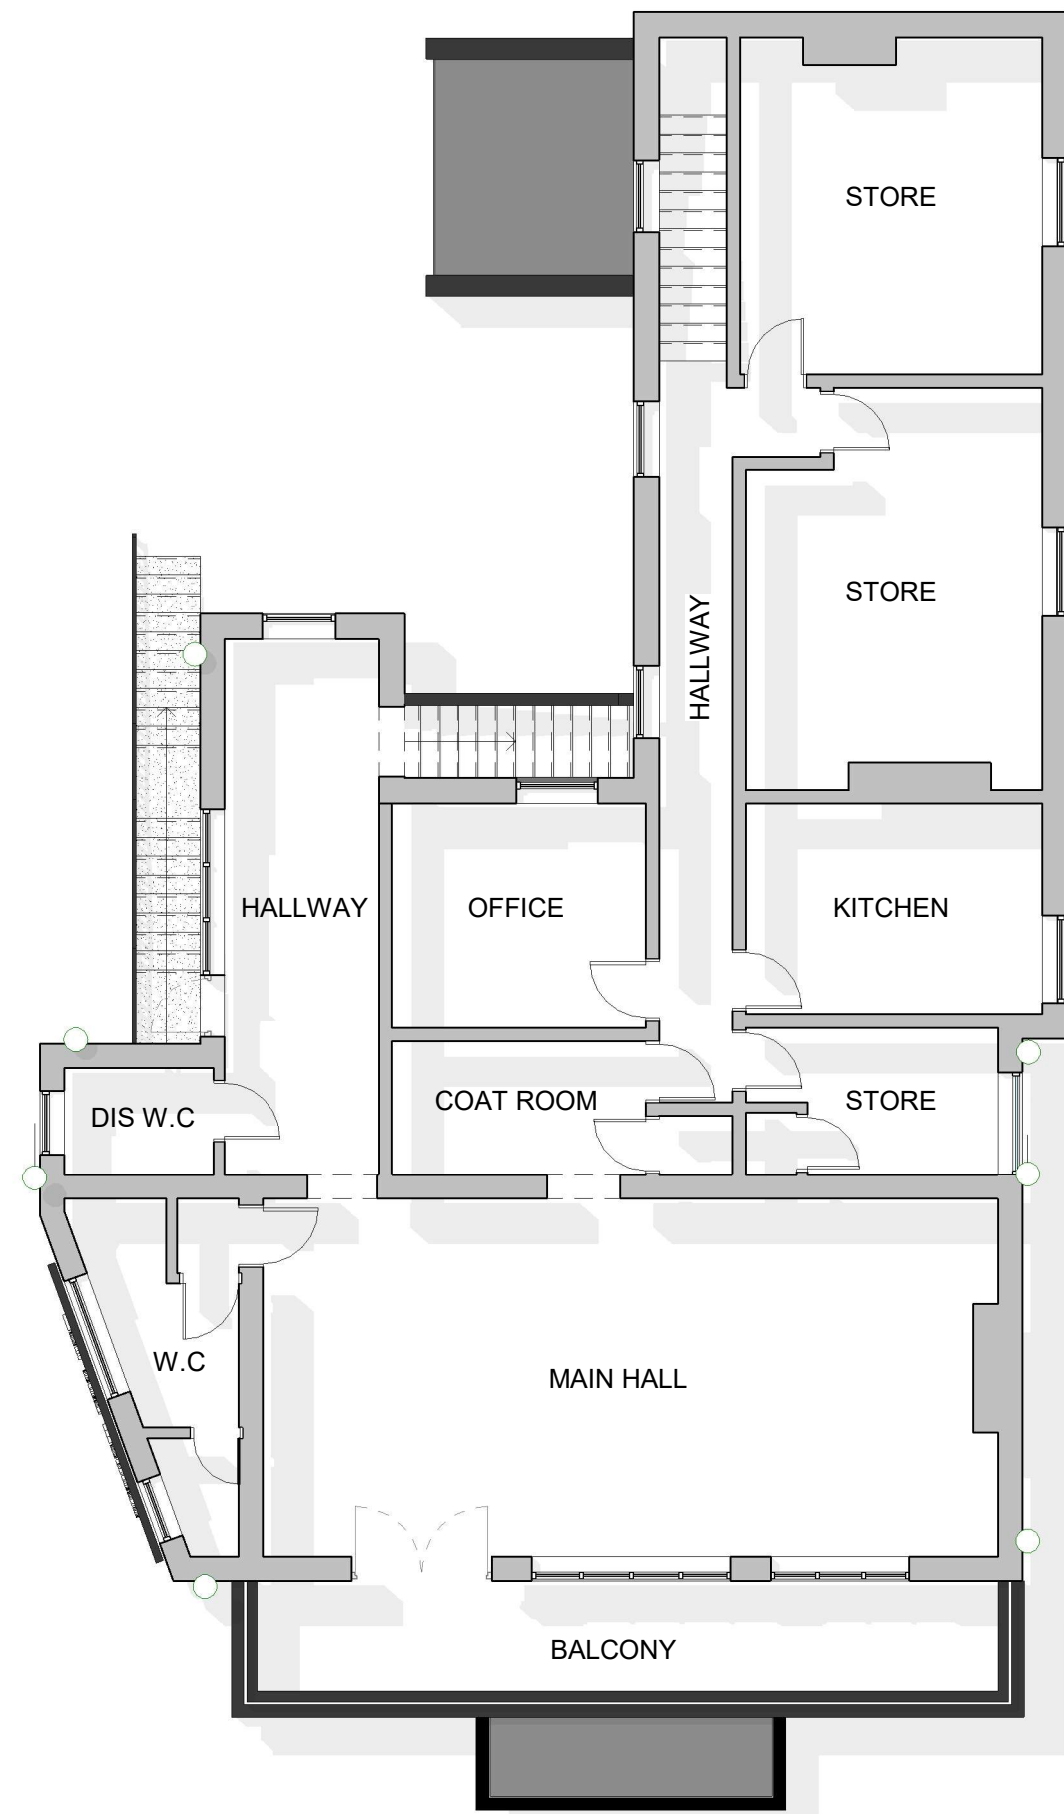 STORE
STORE
HALLWAY
HALLWAY
OFFICE
KITCHEN
DIS W.C
COAT ROOM
STORE
W.C
MAIN HALL
BALCONY